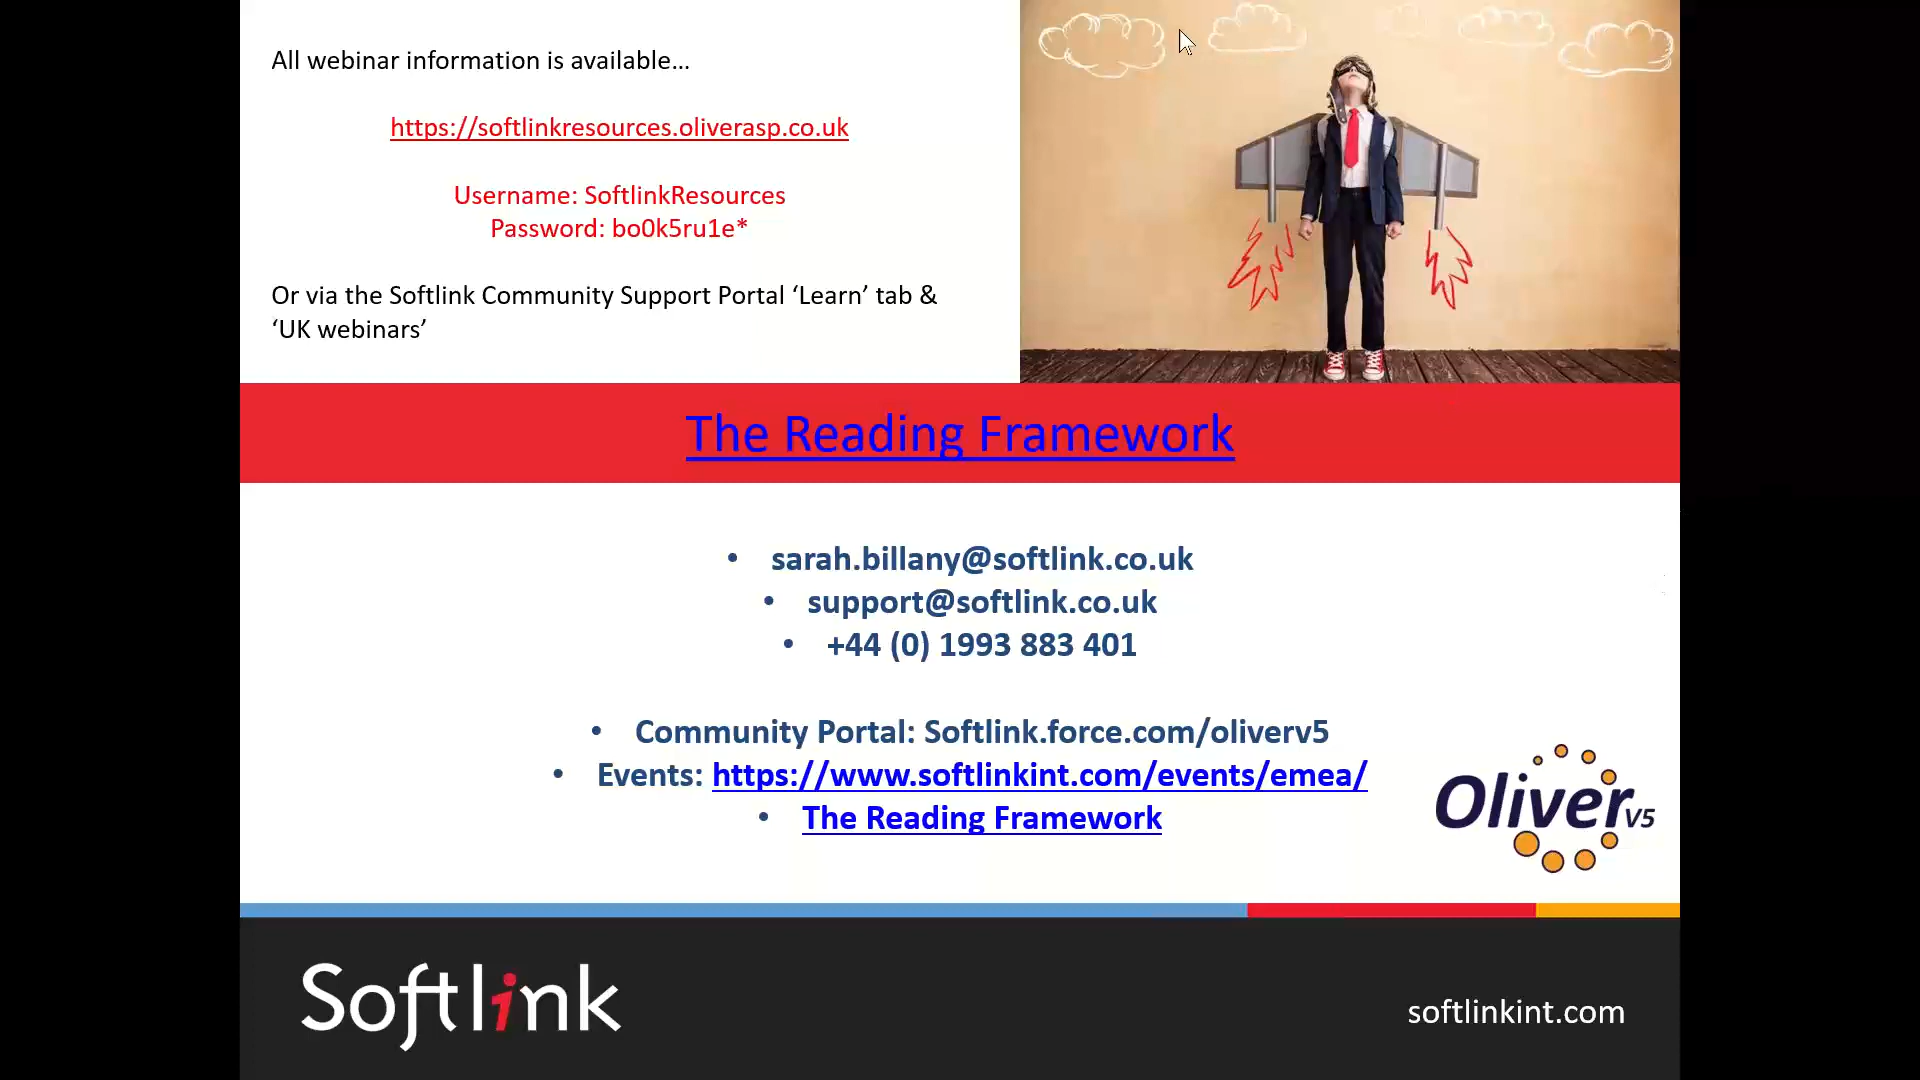 All webinar information is available...
https://softlinkresources.oliverasp.co.uk
Username: SoftlinkResources
Password: bo0k5ru1e*
Or via the Softlink Community Support Portal ‘Learn’ tab &
‘UK webinars’
The Reading Framework
• sarah.billany@softlink.co.uk
• support@softlink.co.uk
• +44 (0) 1993 883 401
• Community Portal: Softlink.force.com/oliverv5
• Events: https://www.softlinkint.com/events/emea/
• The Reading Framework
Oliver v5
Softlink
softlinkint.com